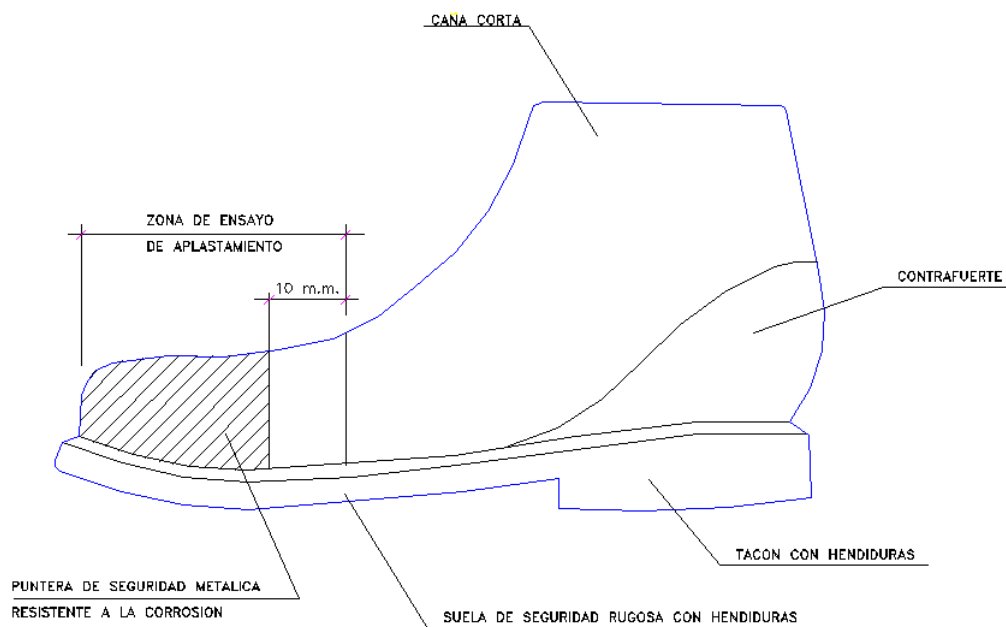 CAÑA CORTA
ZONA DE ENSAYO
DE APLASTAMIENTO
10 m.m.
CONTRAFUERTE
TACON CON HENDIDURAS
PUNTERA DE SEGURIDAD METALICA
RESISTENTE A LA CORROSION
SUELA DE SEGURIDAD RUGOSA CON HENDIDURAS